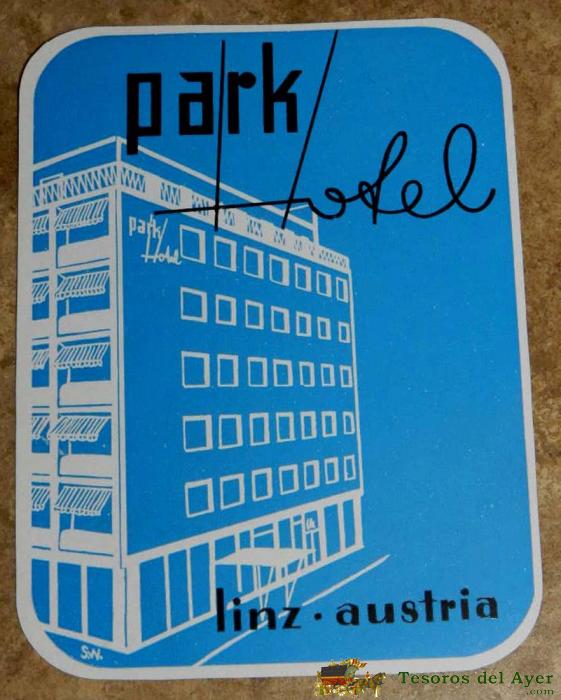 park
Hotel
park
Hotel
linz · austria
S.W.
Tesoros del Ayer
.com